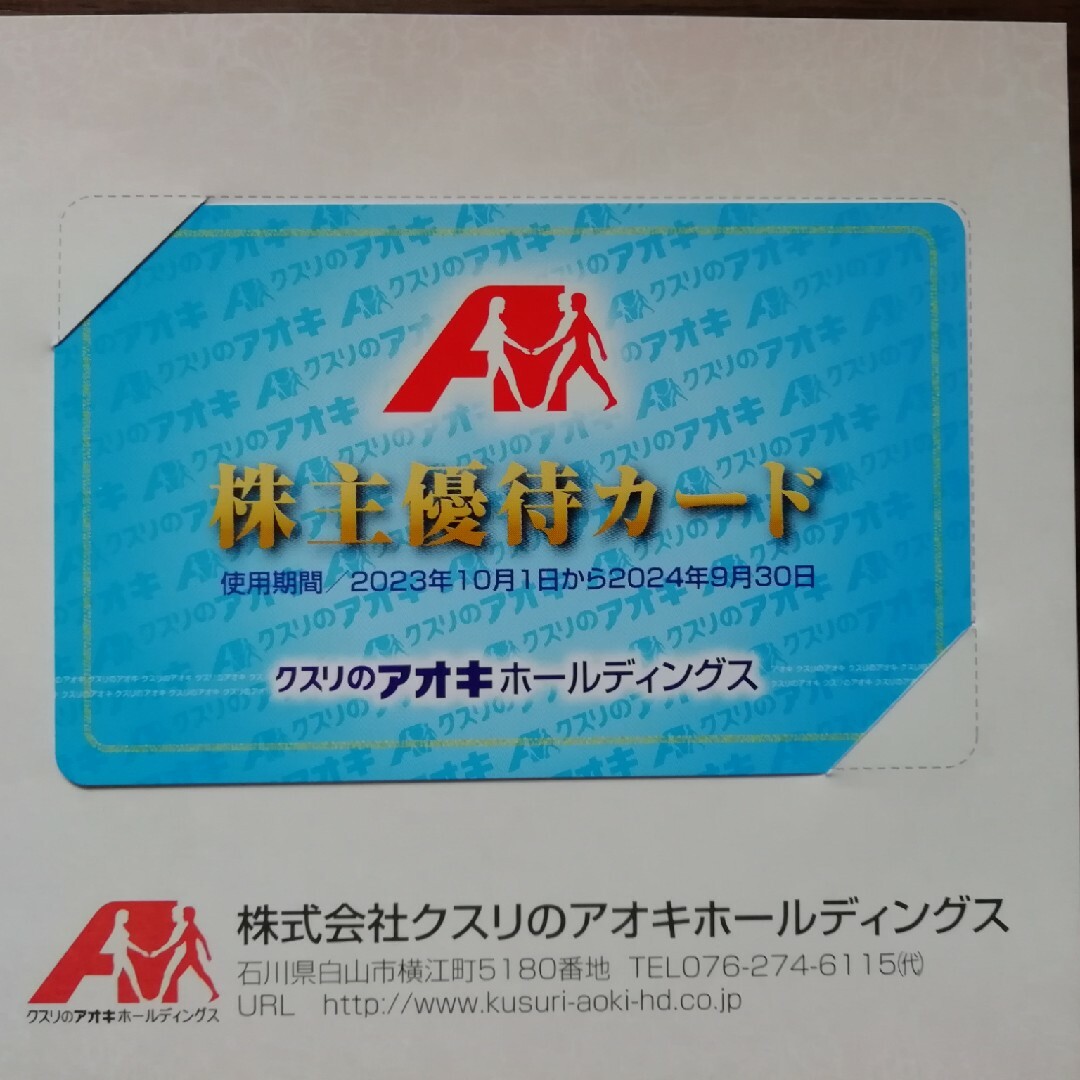 株主優待カード
使用期間/2023年10月1日から2024年9月30日
クスリのアオキホールディングス
株式会社クスリのアオキホールディングス
石川県白山市横江町5180番地 TEL076-274-6115㈹
URL http://www.kusuri-aoki-hd.co.jp
クスリのアオキホールディングス